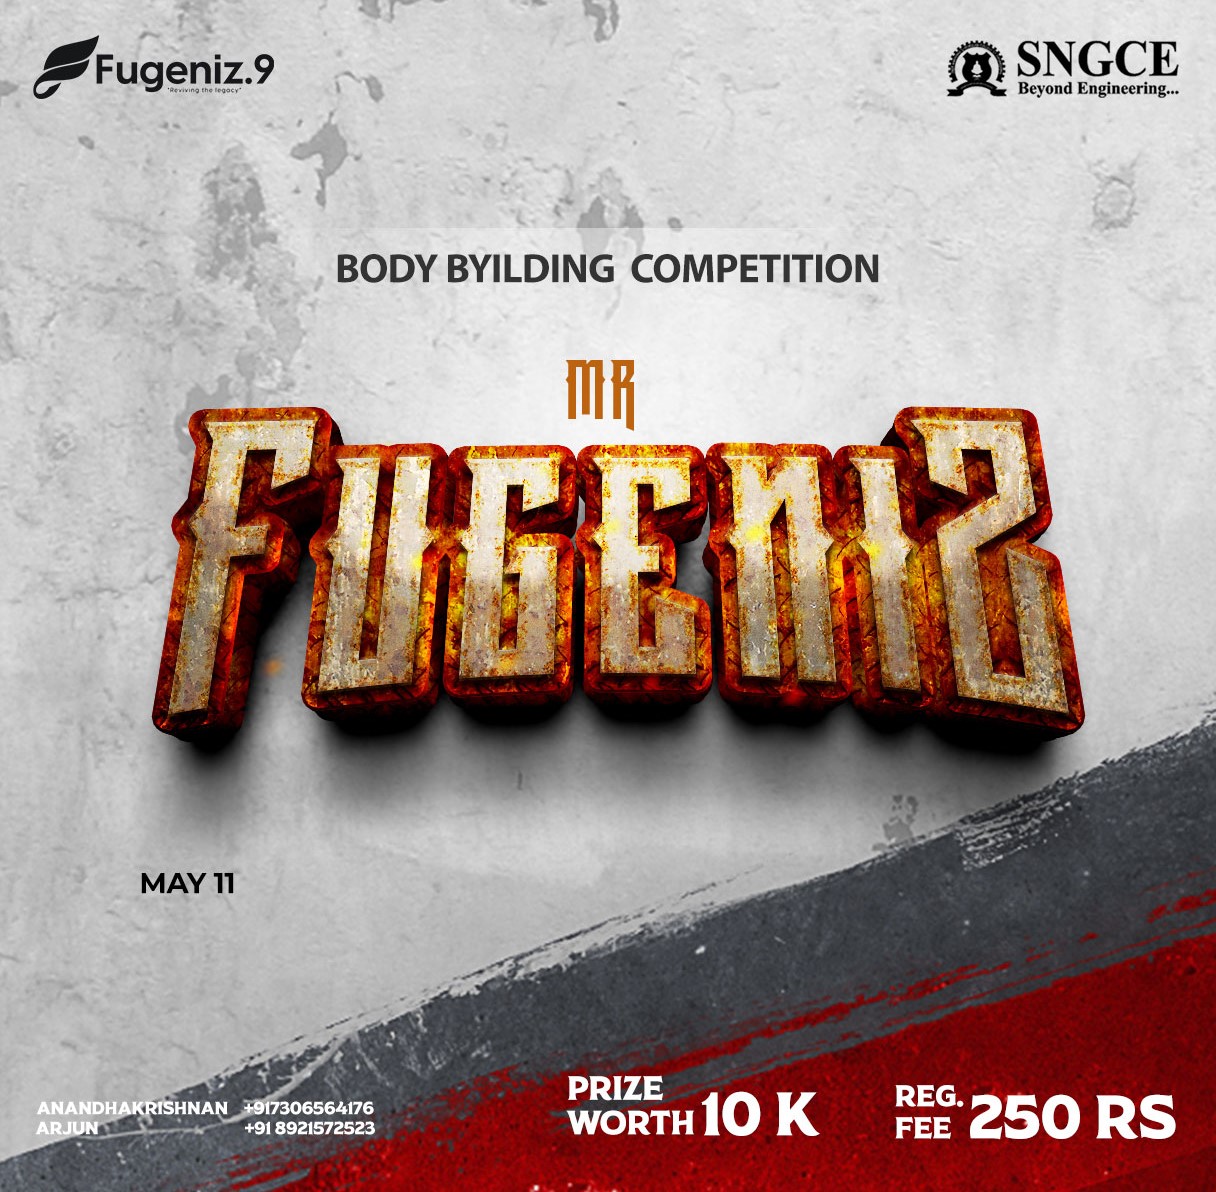 Fugeniz.9
"Reviving the legacy"
SNGCE
Beyond Engineering...
BODY BYILDING COMPETITION
MR
FUGENIZ
MAY 11
ANANDHAKRISHNAN +917306564176
ARJUN +91 8921572523
PRIZE
WORTH 10 K
REG.
FEE 250 RS